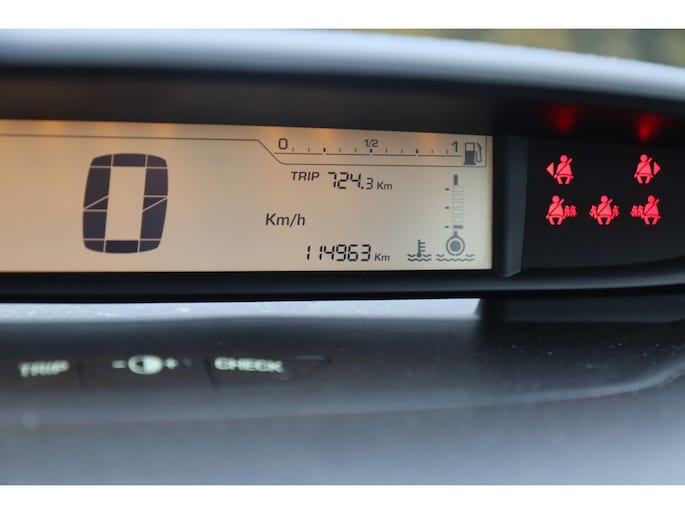 0 1/2 1
TRIP 724.3 Km
0
Km/h
114963 Km
TRIP - + CHECK